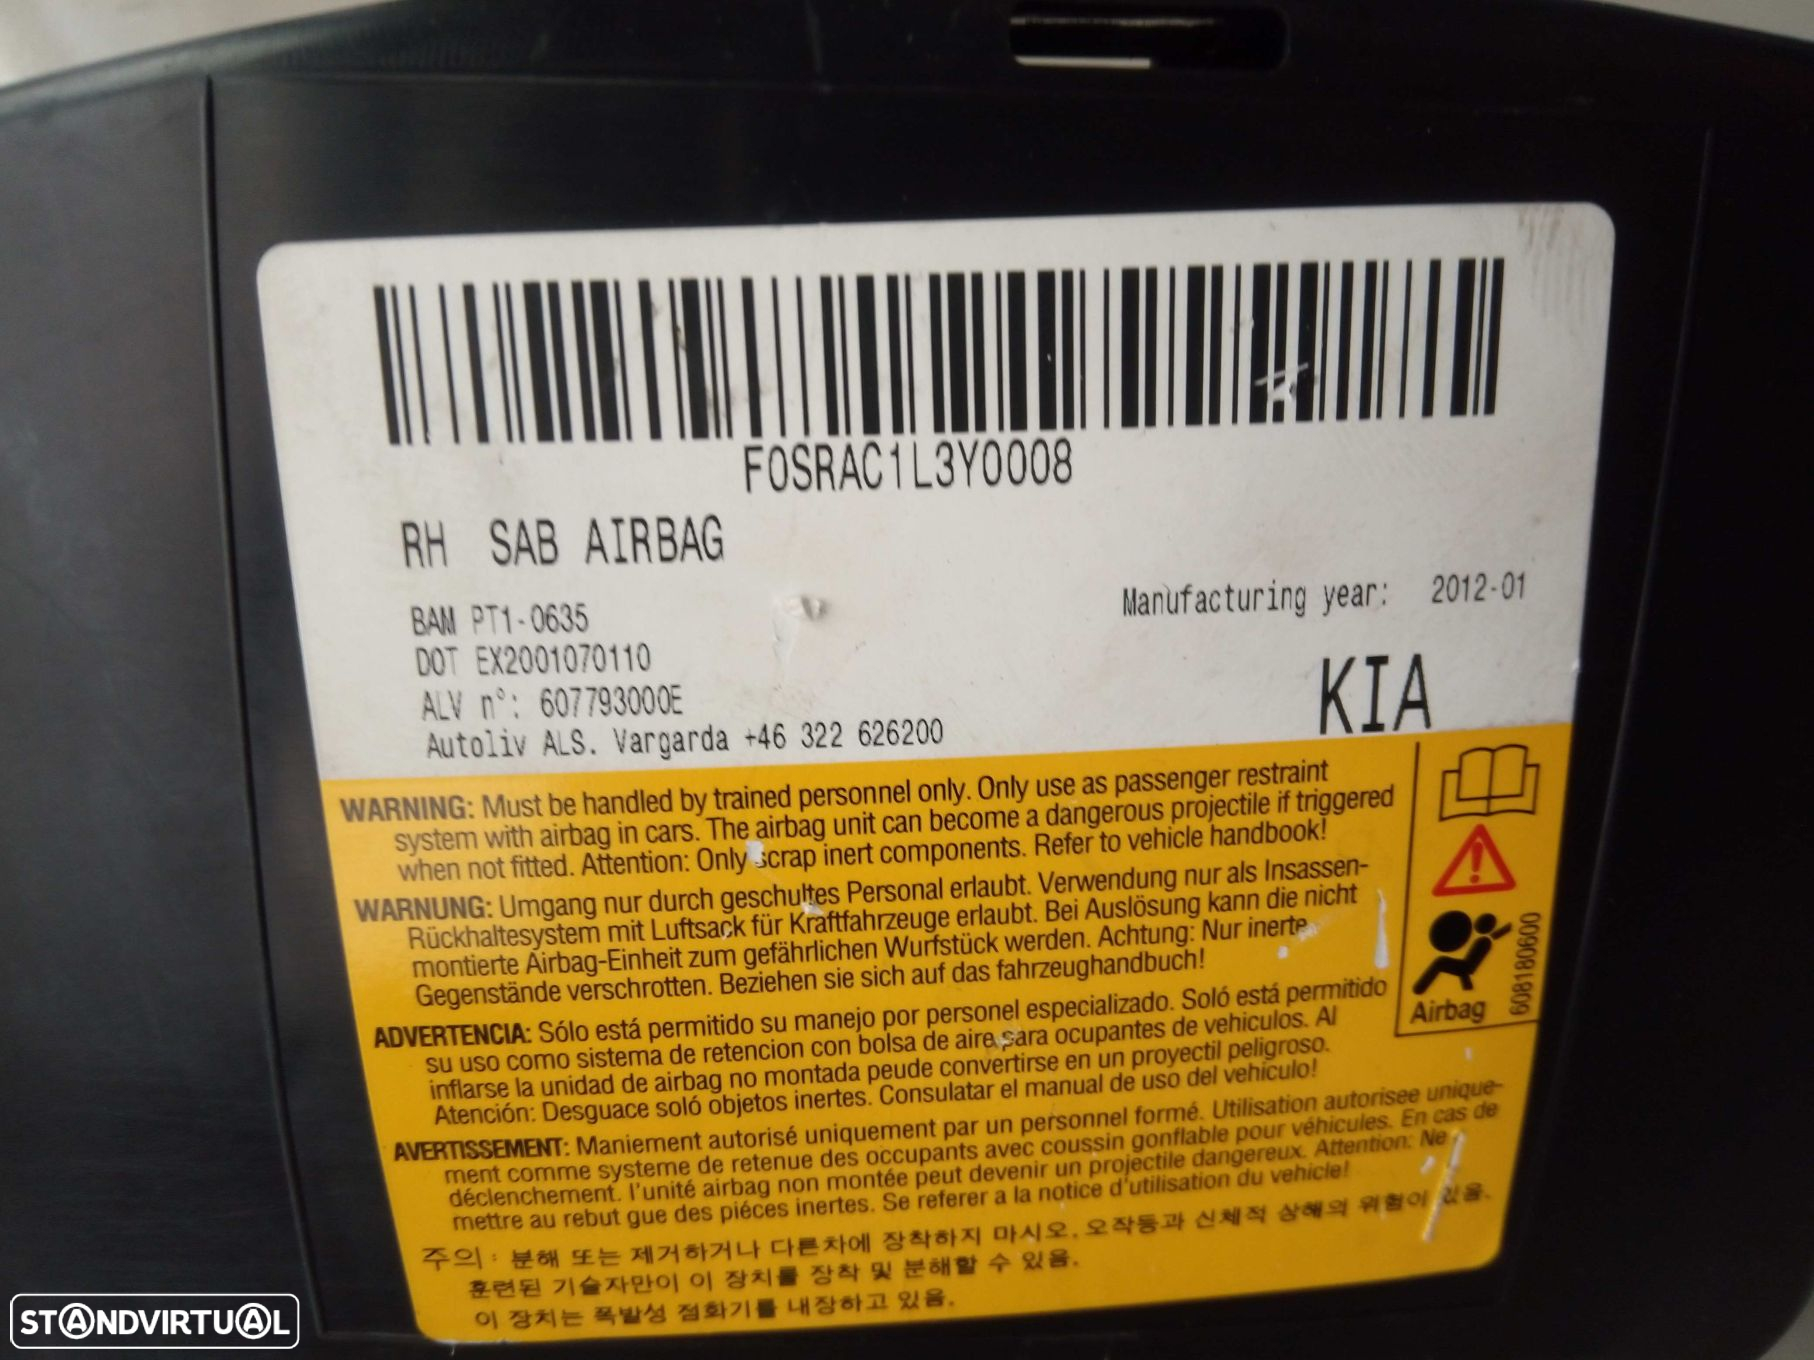 F0SRAC1L3Y0008
RH SAB AIRBAG
BAM PT1-0635
DOT EX2001070110
ALV n°: 607793000E
Autoliv ALS. Vargarda +46 322 626200
Manufacturing year: 2012-01
KIA
WARNING: Must be handled by trained personnel only. Only use as passenger restraint
system with airbag in cars. The airbag unit can become a dangerous projectile if triggered
when not fitted. Attention: Only scrap inert components. Refer to vehicle handbook!
WARNUNG: Umgang nur durch geschultes Personal erlaubt. Verwendung nur als Insassen-
Rückhaltesystem mit Luftsack für Kraftfahrzeuge erlaubt. Bei Auslösung kann die nicht
montierte Airbag-Einheit zum gefährlichen Wurfstück werden. Achtung: Nur inerte
Gegenstände verschrotten. Beziehen sie sich auf das fahrzeughandbuch!
ADVERTENCIA: Sólo está permitido su manejo por personel especializado. Soló está permitido
su uso como sistema de retencion con bolsa de aire para ocupantes de vehiculos. Al
inflarse la unidad de airbag no montada peude convertirse en un proyectil peligroso.
Atención: Desguace soló objetos inertes. Consulatar el manual de uso del vehiculo!
AVERTISSEMENT: Maniement autorisé uniquement par un personnel formé. Utilisation autorisee unique-
ment comme systeme de retenue des occupants avec coussin gonflable pour véhicules. En cas de
déclenchement. l'unité airbag non montée peut devenir un projectile dangereux. Attention: Ne
mettre au rebut gue des piéces inertes. Se referer a la notice d'utilisation du vehicle!
주의 : 분해 또는 제거하거나 다른차에 장착하지 마시오. 오작동과 신체적 상해의 위험이 있음.
훈련된 기술자만이 이 장치를 장착 및 분해할 수 있음.
이 장치는 폭발성 점화기를 내장하고 있음.
Airbag
608180600
STANDVIRTUAL